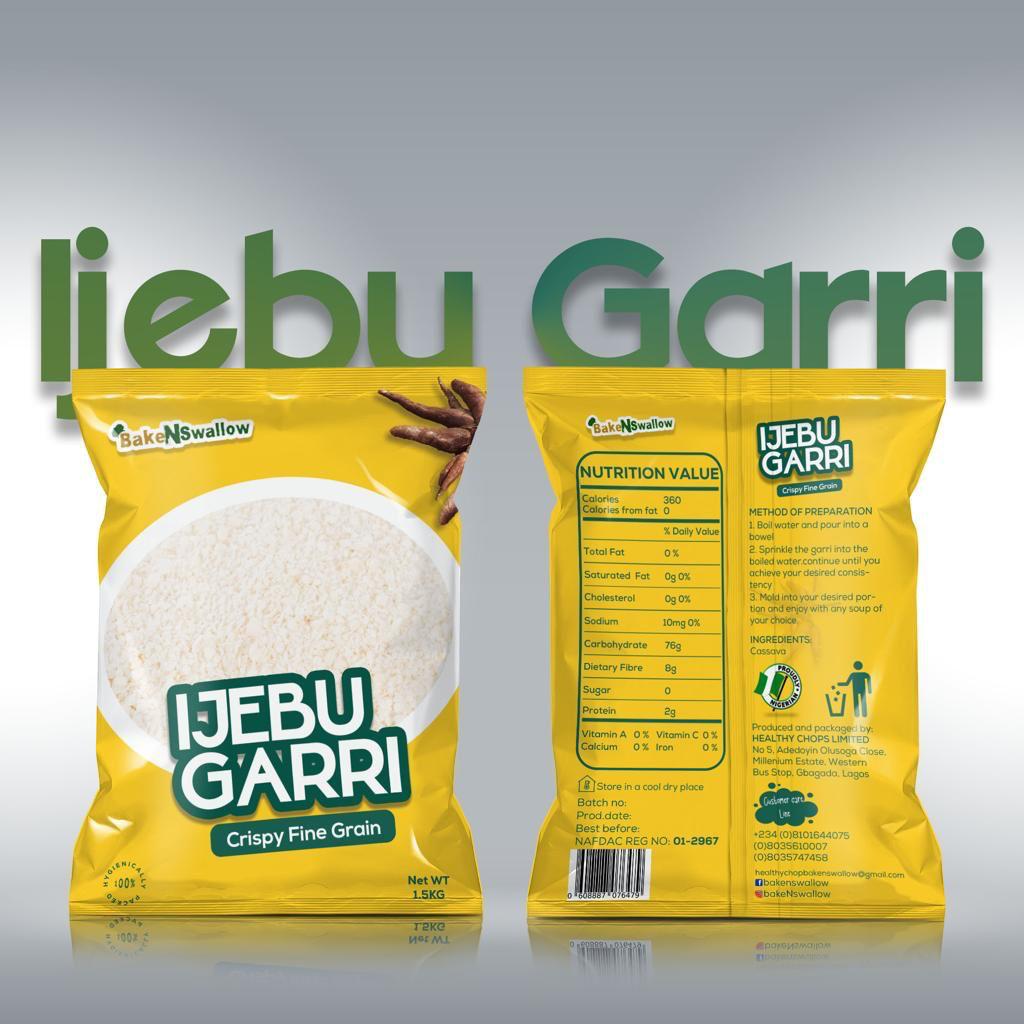 Ijebu Garri
BakeNSwallow
IJEBU
GARRI
Crispy Fine Grain
HYGIENICALLY
100%
PACKED
Net WT
1.5KG
BakeNSwallow
NUTRITION VALUE
Calories 360
Calories from fat 0
% Daily Value
Total Fat 0 %
Saturated Fat 0g 0%
Cholesterol 0g 0%
Sodium 10mg 0%
Carbohydrate 76g
Dietary Fibre 8g
Sugar 0
Protein 2g
Vitamin A 0 % Vitamin C 0 %
Calcium 0 % Iron 0 %
Store in a cool dry place
Batch no:
Prod.date:
Best before:
NAFDAC REG NO: 01-2967
0 608887 076479
IJEBU
GARRI
Crispy Fine Grain
METHOD OF PREPARATION
1. Boil water and pour into a
bowel
2. Sprinkle the garri into the
boiled water.continue until you
achieve your desired consis-
tency
3. Mold into your desired por-
tion and enjoy with any soup of
your choice.
INGREDIENTS:
Cassava
PROUDLY
NIGERIAN
Produced and packaged by:
HEALTHY CHOPS LIMITED
No 5, Adedoyin Olusoga Close,
Millenium Estate, Western
Bus Stop, Gbagada, Lagos
Customer care
Line
+234 (0)8101644075
(0)8035610007
(0)8035747458
healthychopbakenswallow@gmail.com
bakenswallow
bakeNswallow